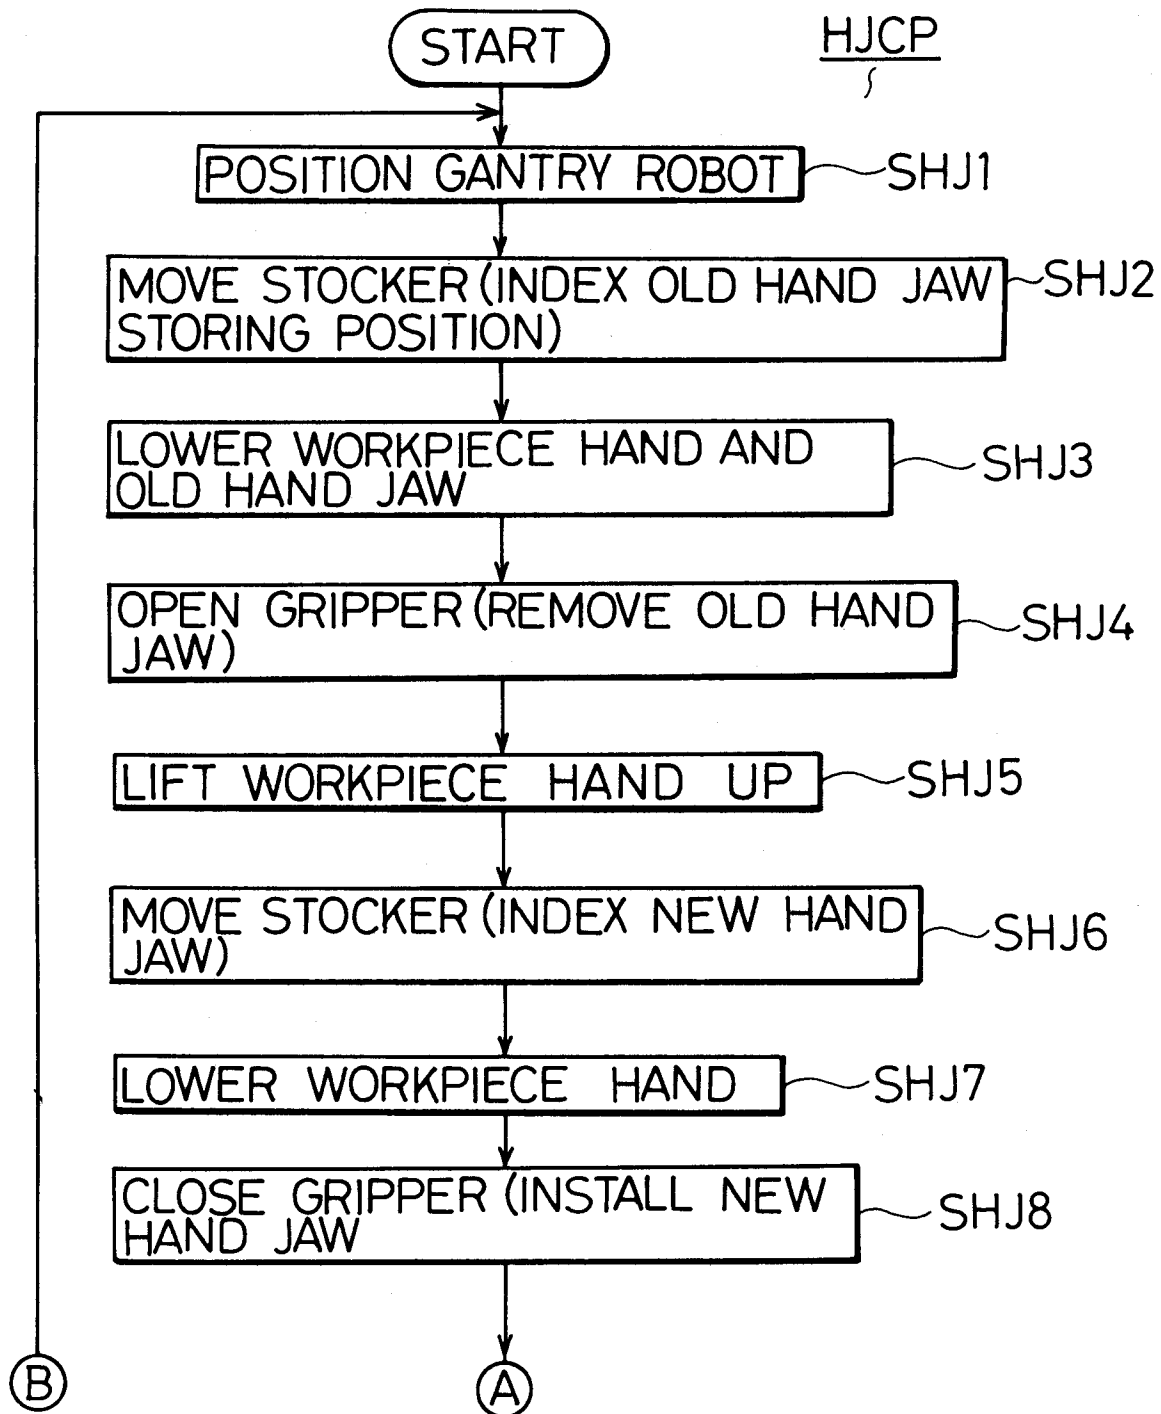 START
HJCP
POSITION GANTRY ROBOT
SHJ1
MOVE STOCKER (INDEX OLD HAND JAW
STORING POSITION)
SHJ2
LOWER WORKPIECE HAND AND
OLD HAND JAW
SHJ3
OPEN GRIPPER (REMOVE OLD HAND
JAW)
SHJ4
LIFT WORKPIECE HAND UP
SHJ5
MOVE STOCKER (INDEX NEW HAND
JAW)
SHJ6
LOWER WORKPIECE HAND
SHJ7
CLOSE GRIPPER (INSTALL NEW
HAND JAW
SHJ8
B
A